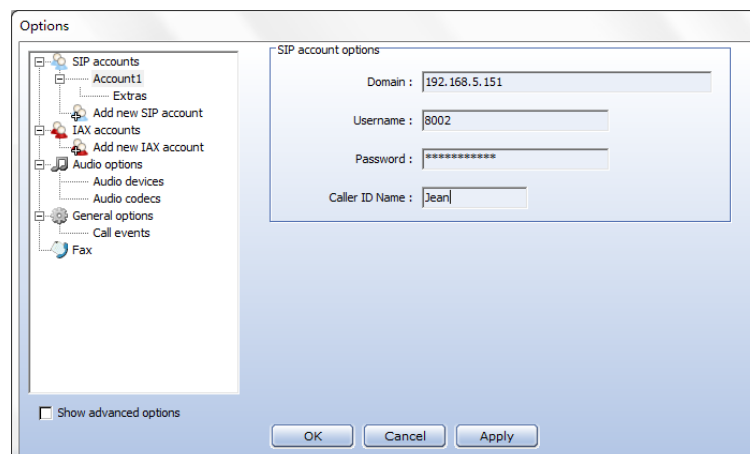 Options
SIP accounts
Account1
Extras
Add new SIP account
IAX accounts
Add new IAX account
Audio options
Audio devices
Audio codecs
General options
Call events
Fax
Show advanced options
SIP account options
Domain : 192.168.5.151
Username : 8002
Password : ***********
Caller ID Name : Jean
OK Cancel Apply